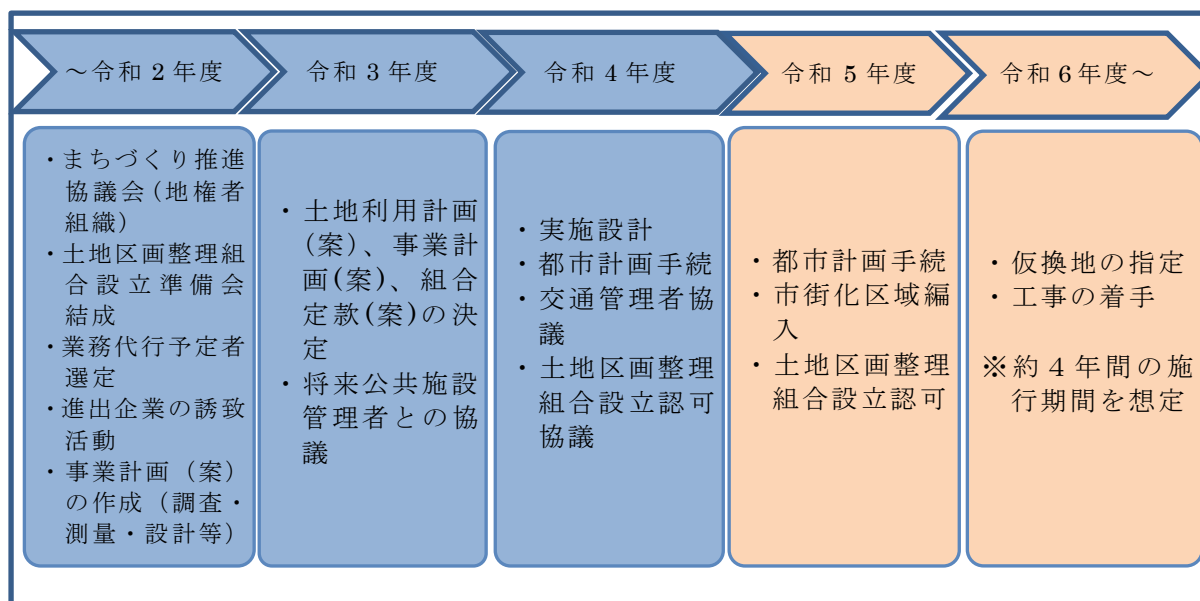 ～令和２年度
令和３年度
令和４年度
令和５年度
令和６年度～
・まちづくり推進
協議会(地権者
組織)
・土地区画整理組
合設立準備会
結成
・業務代行予定者
選定
・進出企業の誘致
活動
・事業計画（案）
の作成（調査・
測量・設計等）
・土地利用計画
(案)、事業計
画(案)、組合
定款(案)の決
定
・将来公共施設
管理者との協
議
・実施設計
・都市計画手続
・交通管理者協
議
・土地区画整理
組合設立認可
協議
・都市計画手続
・市街化区域編
入
・土地区画整理
組合設立認可
・仮換地の指定
・工事の着手
※約４年間の施
行期間を想定